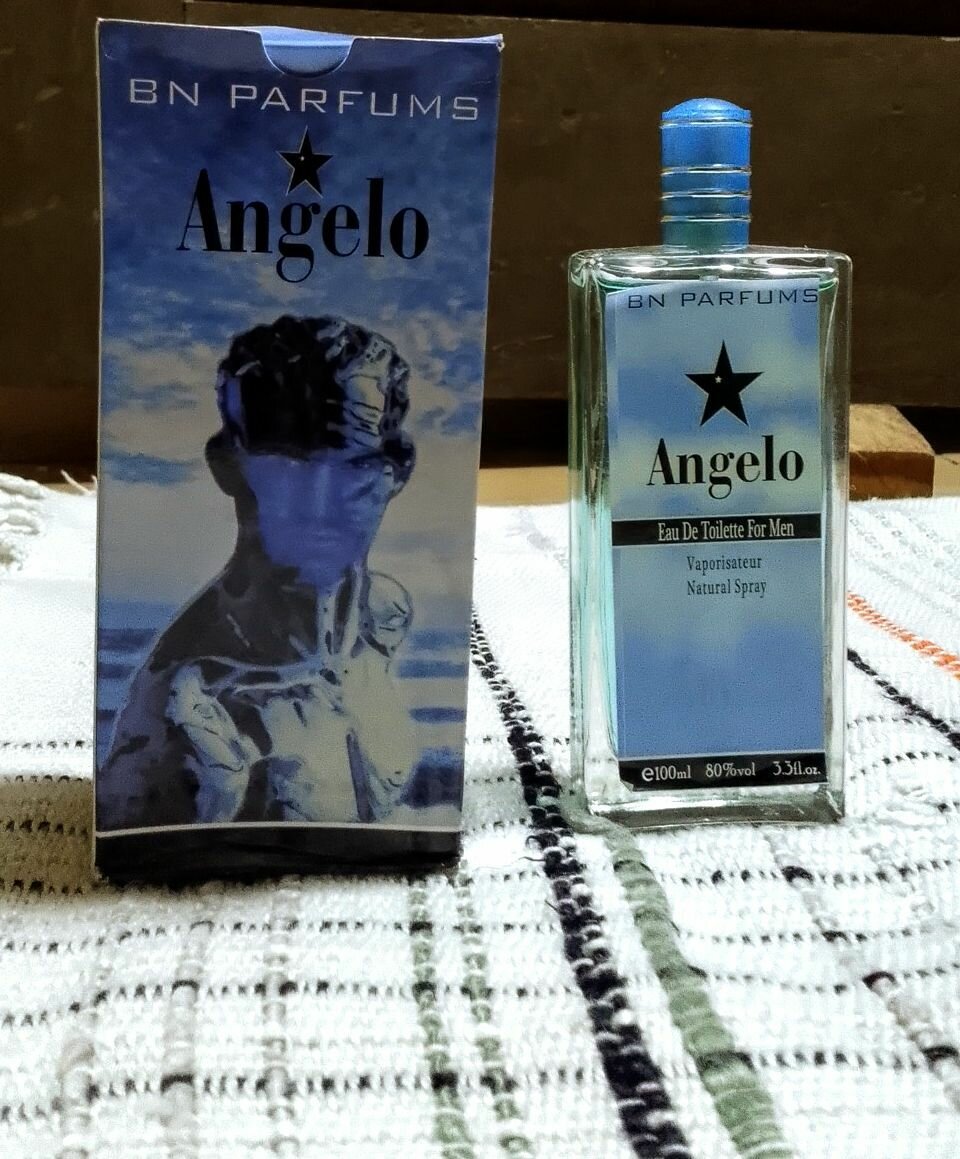 BN PARFUMS
Angelo
BN PARFUMS
Angelo
Eau De Toilette For Men
Vaporisateur
Natural Spray
e100ml 80%vol 3.3fl.oz.